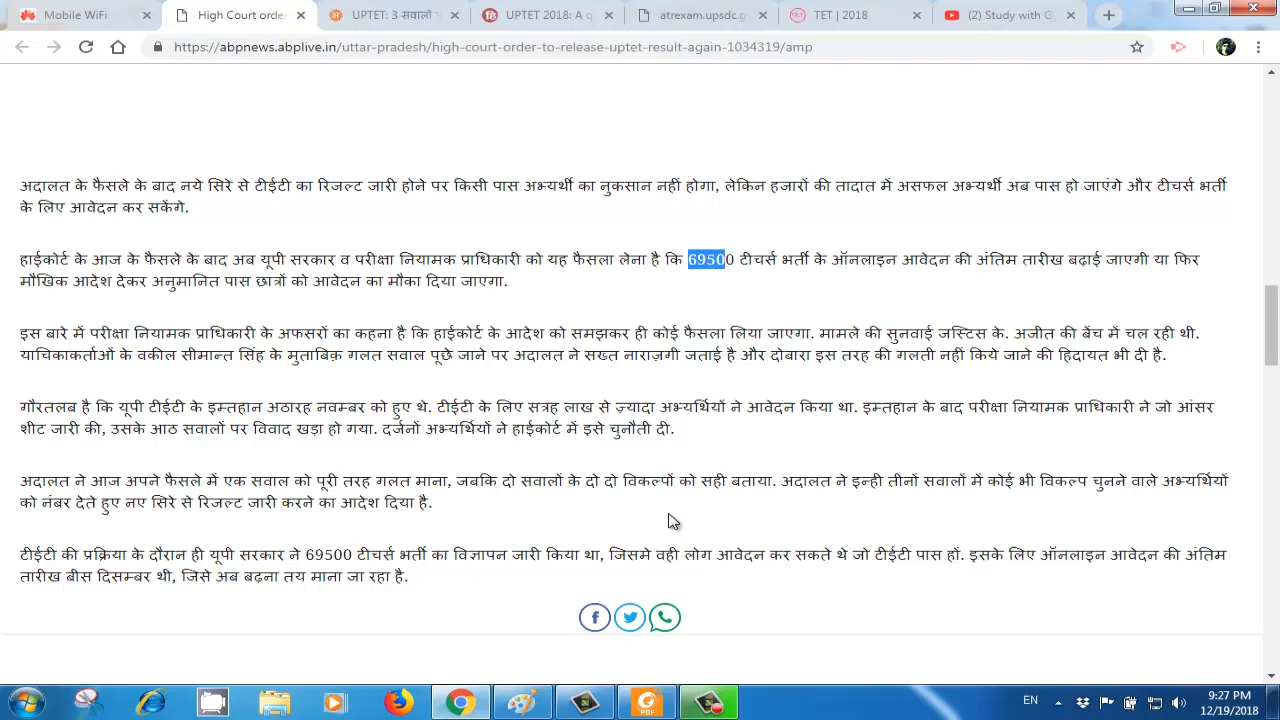 Mobile WiFi
High Court orde
UPTET: 3 सवालों
UPTET
A q
atrexam.upsdc.g
TET | 2018
(2) Study with G
https://abpnews.abplive.in/uttar-pradesh/high-court-order-to-release-uptet-result-again-1034319/amp
अदालत के फैसले के बाद नये सिरे से टीईटी का रिजल्ट जारी होने पर किसी पास अभ्यर्थी का नुकसान नहीं होगा, लेकिन हजारों की तादात में असफल अभ्यर्थी अब पास हो जाएंगे और टीचर्स भर्ती
के लिए आवेदन कर सकेंगे.
हाईकोर्ट के आज के फैसले के बाद अब यूपी सरकार व परीक्षा नियामक प्राधिकारी को यह फैसला लेना है कि 69500 टीचर्स भर्ती के ऑनलाइन आवेदन की अंतिम तारीख बढ़ाई जाएगी या फिर
मौखिक आदेश देकर अनुमानित पास छात्रों को आवेदन का मौका दिया जाएगा.
इस बारे में परीक्षा नियामक प्राधिकारी के अफसरों का कहना है कि हाईकोर्ट के आदेश को समझकर ही कोई फैसला लिया जाएगा. मामले की सुनवाई जस्टिस के. अजीत की बेंच में चल रही थी.
याचिकाकर्ताओं के वकील सीमान्त सिंह के मुताबिक़ गलत सवाल पूछे जाने पर अदालत ने सख्त नाराज़गी जताई है और दोबारा इस तरह की गलती नहीं किये जाने की हिदायत भी दी है.
गौरतलब है कि यूपी टीईटी के इम्तहान अठारह नवम्बर को हुए थे. टीईटी के लिए सत्रह लाख से ज़्यादा अभ्यर्थियों ने आवेदन किया था. इम्तहान के बाद परीक्षा नियामक प्राधिकारी ने जो आंसर
शीट जारी की, उसके आठ सवालों पर विवाद खड़ा हो गया. दर्जनों अभ्यर्थियों ने हाईकोर्ट में इसे चुनौती दी.
अदालत ने आज अपने फैसले में एक सवाल को पूरी तरह गलत माना, जबकि दो सवालों के दो दो विकल्पों को सही बताया. अदालत ने इन्ही तीनों सवालों में कोई भी विकल्प चुनने वाले अभ्यर्थियों
को नंबर देते हुए नए सिरे से रिजल्ट जारी करने का आदेश दिया है.
टीईटी की प्रक्रिया के दौरान ही यूपी सरकार ने 69500 टीचर्स भर्ती का विज्ञापन जारी किया था, जिसमे वही लोग आवेदन कर सकते थे जो टीईटी पास हों. इसके लिए ऑनलाइन आवेदन की अंतिम
तारीख बीस दिसम्बर थी, जिसे अब बढ़ना तय माना जा रहा है.
EN
9:27 PM
12/19/2018